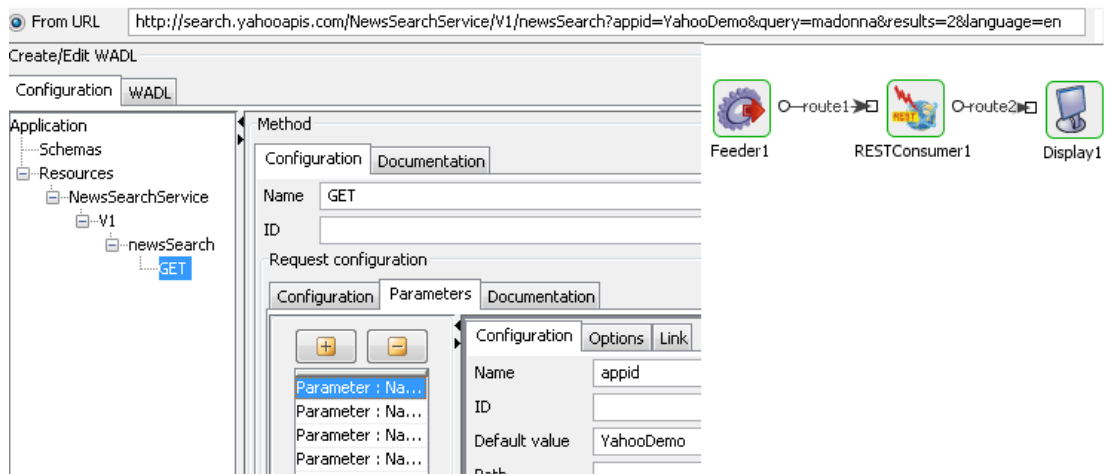 From URL http://search.yahooapis.com/NewsSearchService/V1/newsSearch?appid=YahooDemo&query=madonna&results=2&language=en
Create/Edit WADL
Configuration WADL
Application
Schemas
Resources
NewsSearchService
V1
newsSearch
GET
Method
Configuration Documentation
Name GET
ID
Request configuration
Configuration Parameters Documentation
Parameter : Na...
Parameter : Na...
Parameter : Na...
Parameter : Na...
Configuration Options Link
Name appid
ID
Default value YahooDemo
Path
route1 REST route2
Feeder1 RESTConsumer1 Display1